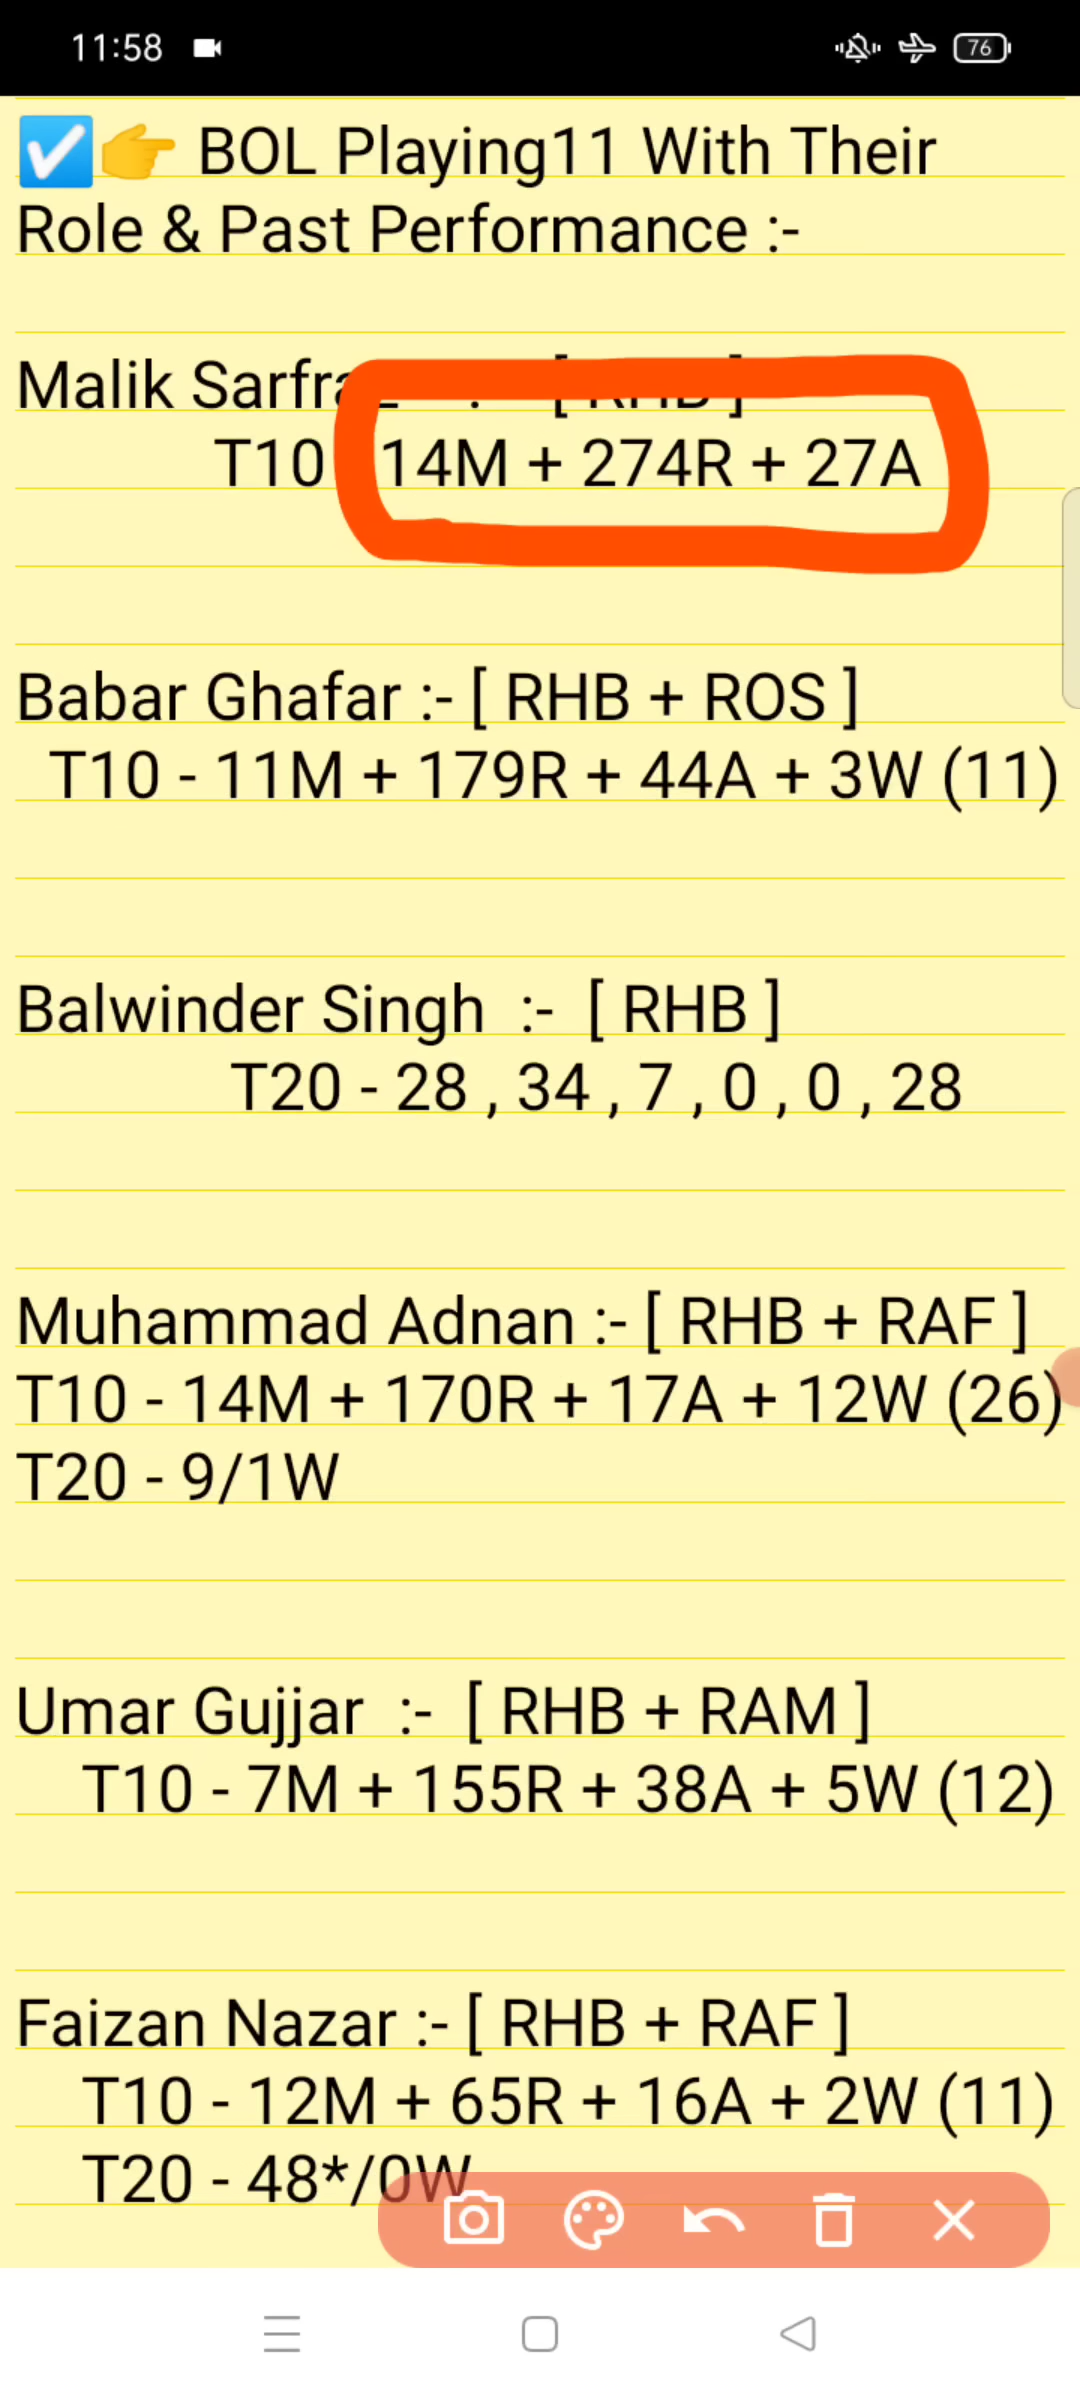 11:58
76
☑👉 BOL Playing11 With Their
Role & Past Performance :-
Malik [ RHB ]
T10 14M + 274R + 27A
Babar Ghafar :- [ RHB + ROS ]
T10 - 11M + 179R + 44A + 3W (11)
Balwinder Singh :- [ RHB ]
T20 - 28 , 34 , 7 , 0 , 0 , 28
Muhammad Adnan :- [ RHB + RAF ]
T10 - 14M + 170R + 17A + 12W (26)
T20 - 9/1W
Umar Gujjar :- [ RHB + RAM ]
T10 - 7M + 155R + 38A + 5W (12)
Faizan Nazar :- [ RHB + RAF ]
T10 - 12M + 65R + 16A + 2W (11)
T20 - 48*/0W